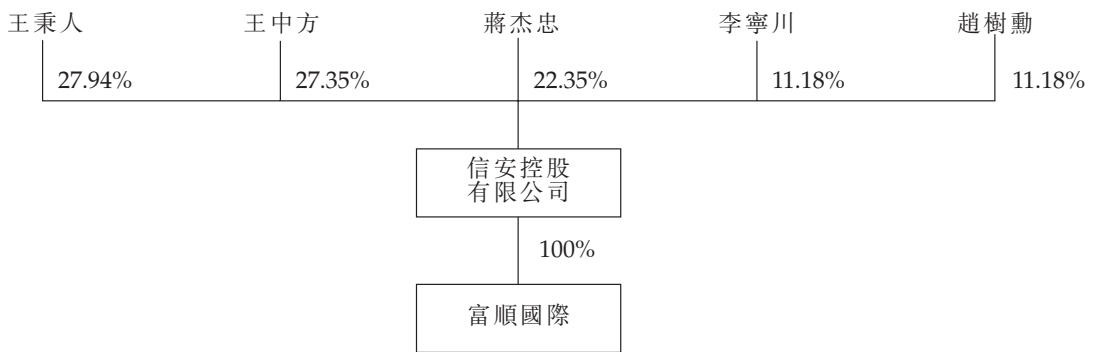 王秉人 王中方 蔣杰忠 李寧川 趙樹勳
27.94% 27.35% 22.35% 11.18% 11.18%
信安控股
有限公司
100%
富順國際